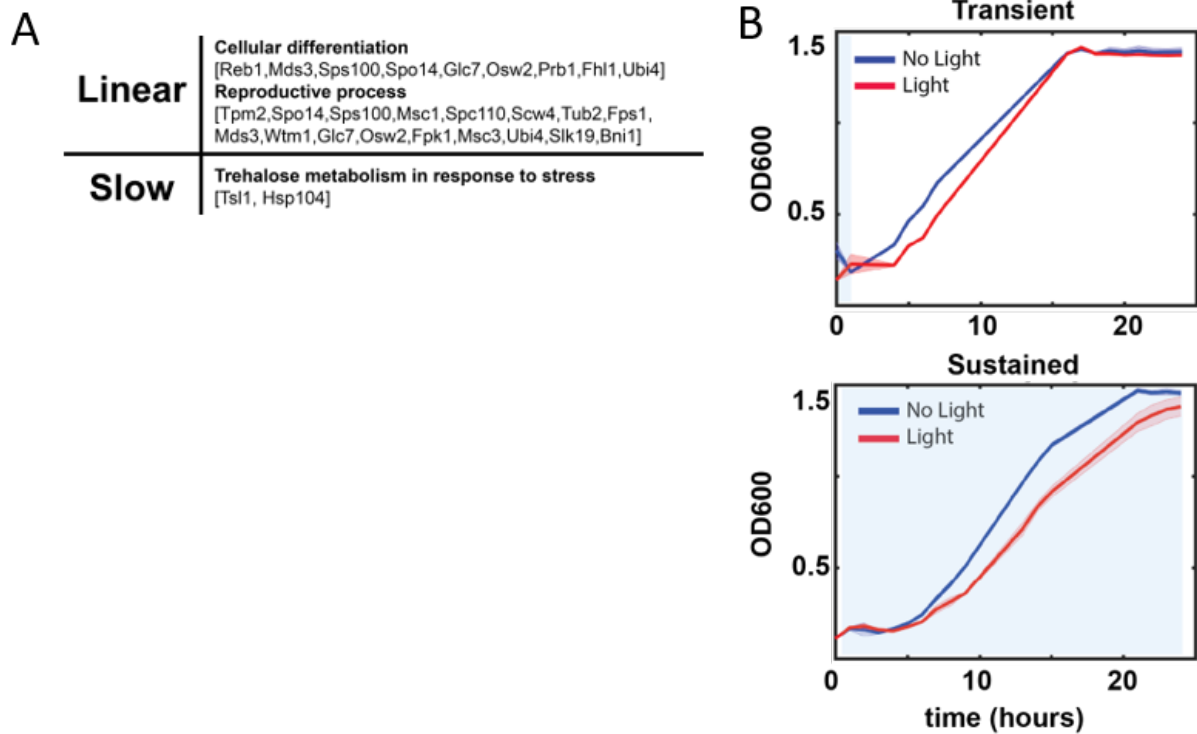 A
Linear
Cellular differentiation
[Reb1,Mds3,Sps100,Spo14,Glc7,Osw2,Prb1,Fhl1,Ubi4]
Reproductive process
[Tpm2,Spo14,Sps100,Msc1,Spc110,Scw4,Tub2,Fps1,
Mds3,Wtm1,Glc7,Osw2,Fpk1,Msc3,Ubi4,Slk19,Bni1]
Slow
Trehalose metabolism in response to stress
[Tsl1, Hsp104]
B
Transient
1.5
No Light
Light
OD600
0.5
0
10
20
Sustained
1.5
No Light
Light
OD600
0.5
0
10
20
time (hours)